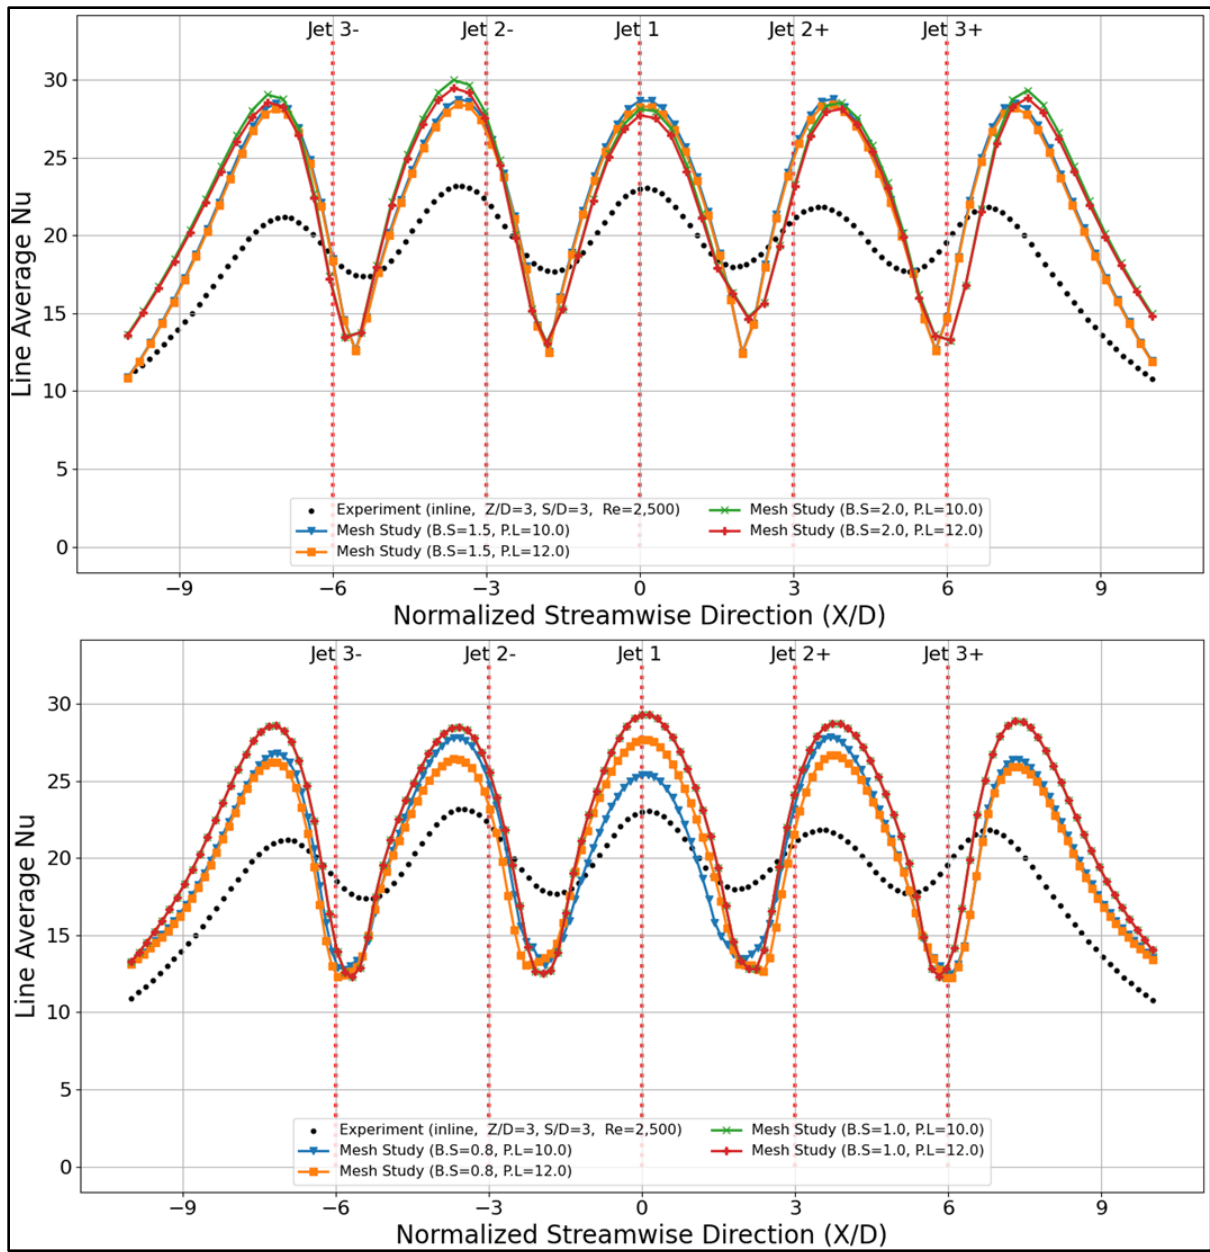 Jet 3- Jet 2- Jet 1 Jet 2+ Jet 3+
30
25
20
15
10
5
0
Line Average Nu
Experiment (inline, Z/D=3, S/D=3, Re=2,500)
Mesh Study (B.S=1.5, P.L=10.0)
Mesh Study (B.S=1.5, P.L=12.0)
Mesh Study (B.S=2.0, P.L=10.0)
Mesh Study (B.S=2.0, P.L=12.0)
−9 −6 −3 0 3 6 9
Normalized Streamwise Direction (X/D)
Jet 3- Jet 2- Jet 1 Jet 2+ Jet 3+
30
25
20
15
10
5
0
Line Average Nu
Experiment (inline, Z/D=3, S/D=3, Re=2,500)
Mesh Study (B.S=0.8, P.L=10.0)
Mesh Study (B.S=0.8, P.L=12.0)
Mesh Study (B.S=1.0, P.L=10.0)
Mesh Study (B.S=1.0, P.L=12.0)
−9 −6 −3 0 3 6 9
Normalized Streamwise Direction (X/D)